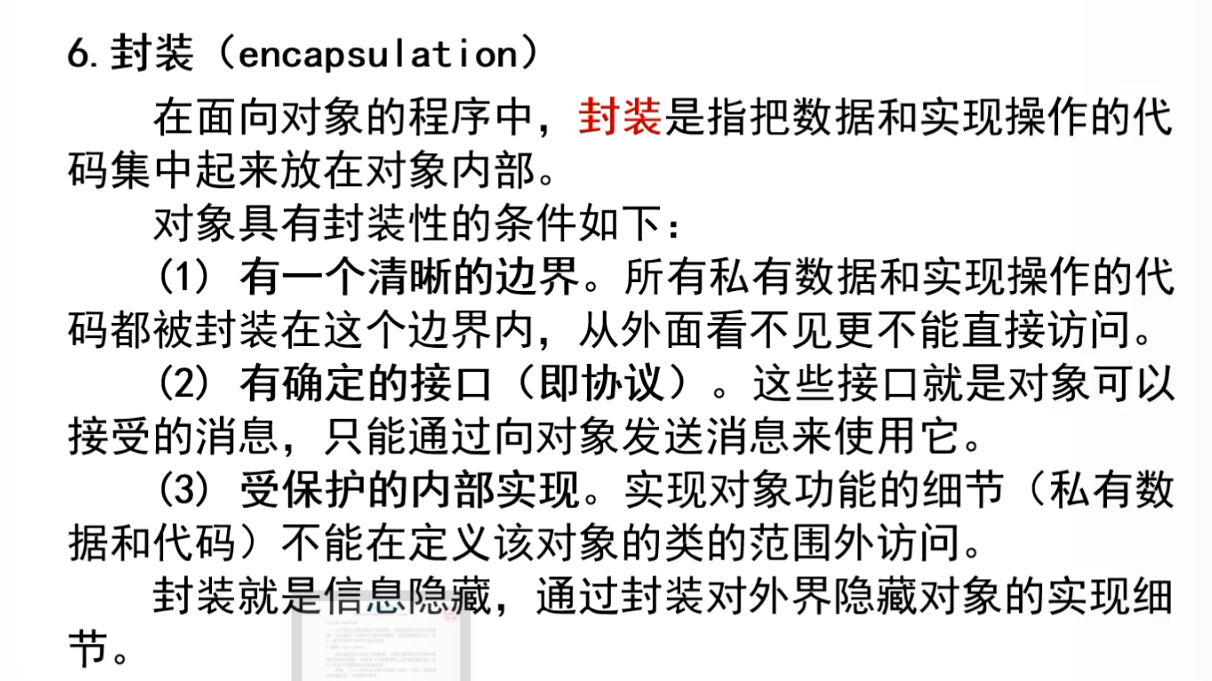 6.封装（encapsulation）
在面向对象的程序中，封装是指把数据和实现操作的代
码集中起来放在对象内部。
对象具有封装性的条件如下：
(1) 有一个清晰的边界。所有私有数据和实现操作的代
码都被封装在这个边界内，从外面看不见更不能直接访问。
(2) 有确定的接口（即协议）。这些接口就是对象可以
接受的消息，只能通过向对象发送消息来使用它。
(3) 受保护的内部实现。实现对象功能的细节（私有数
据和代码）不能在定义该对象的类的范围外访问。
封装就是信息隐藏，通过封装对外界隐藏对象的实现细
节。